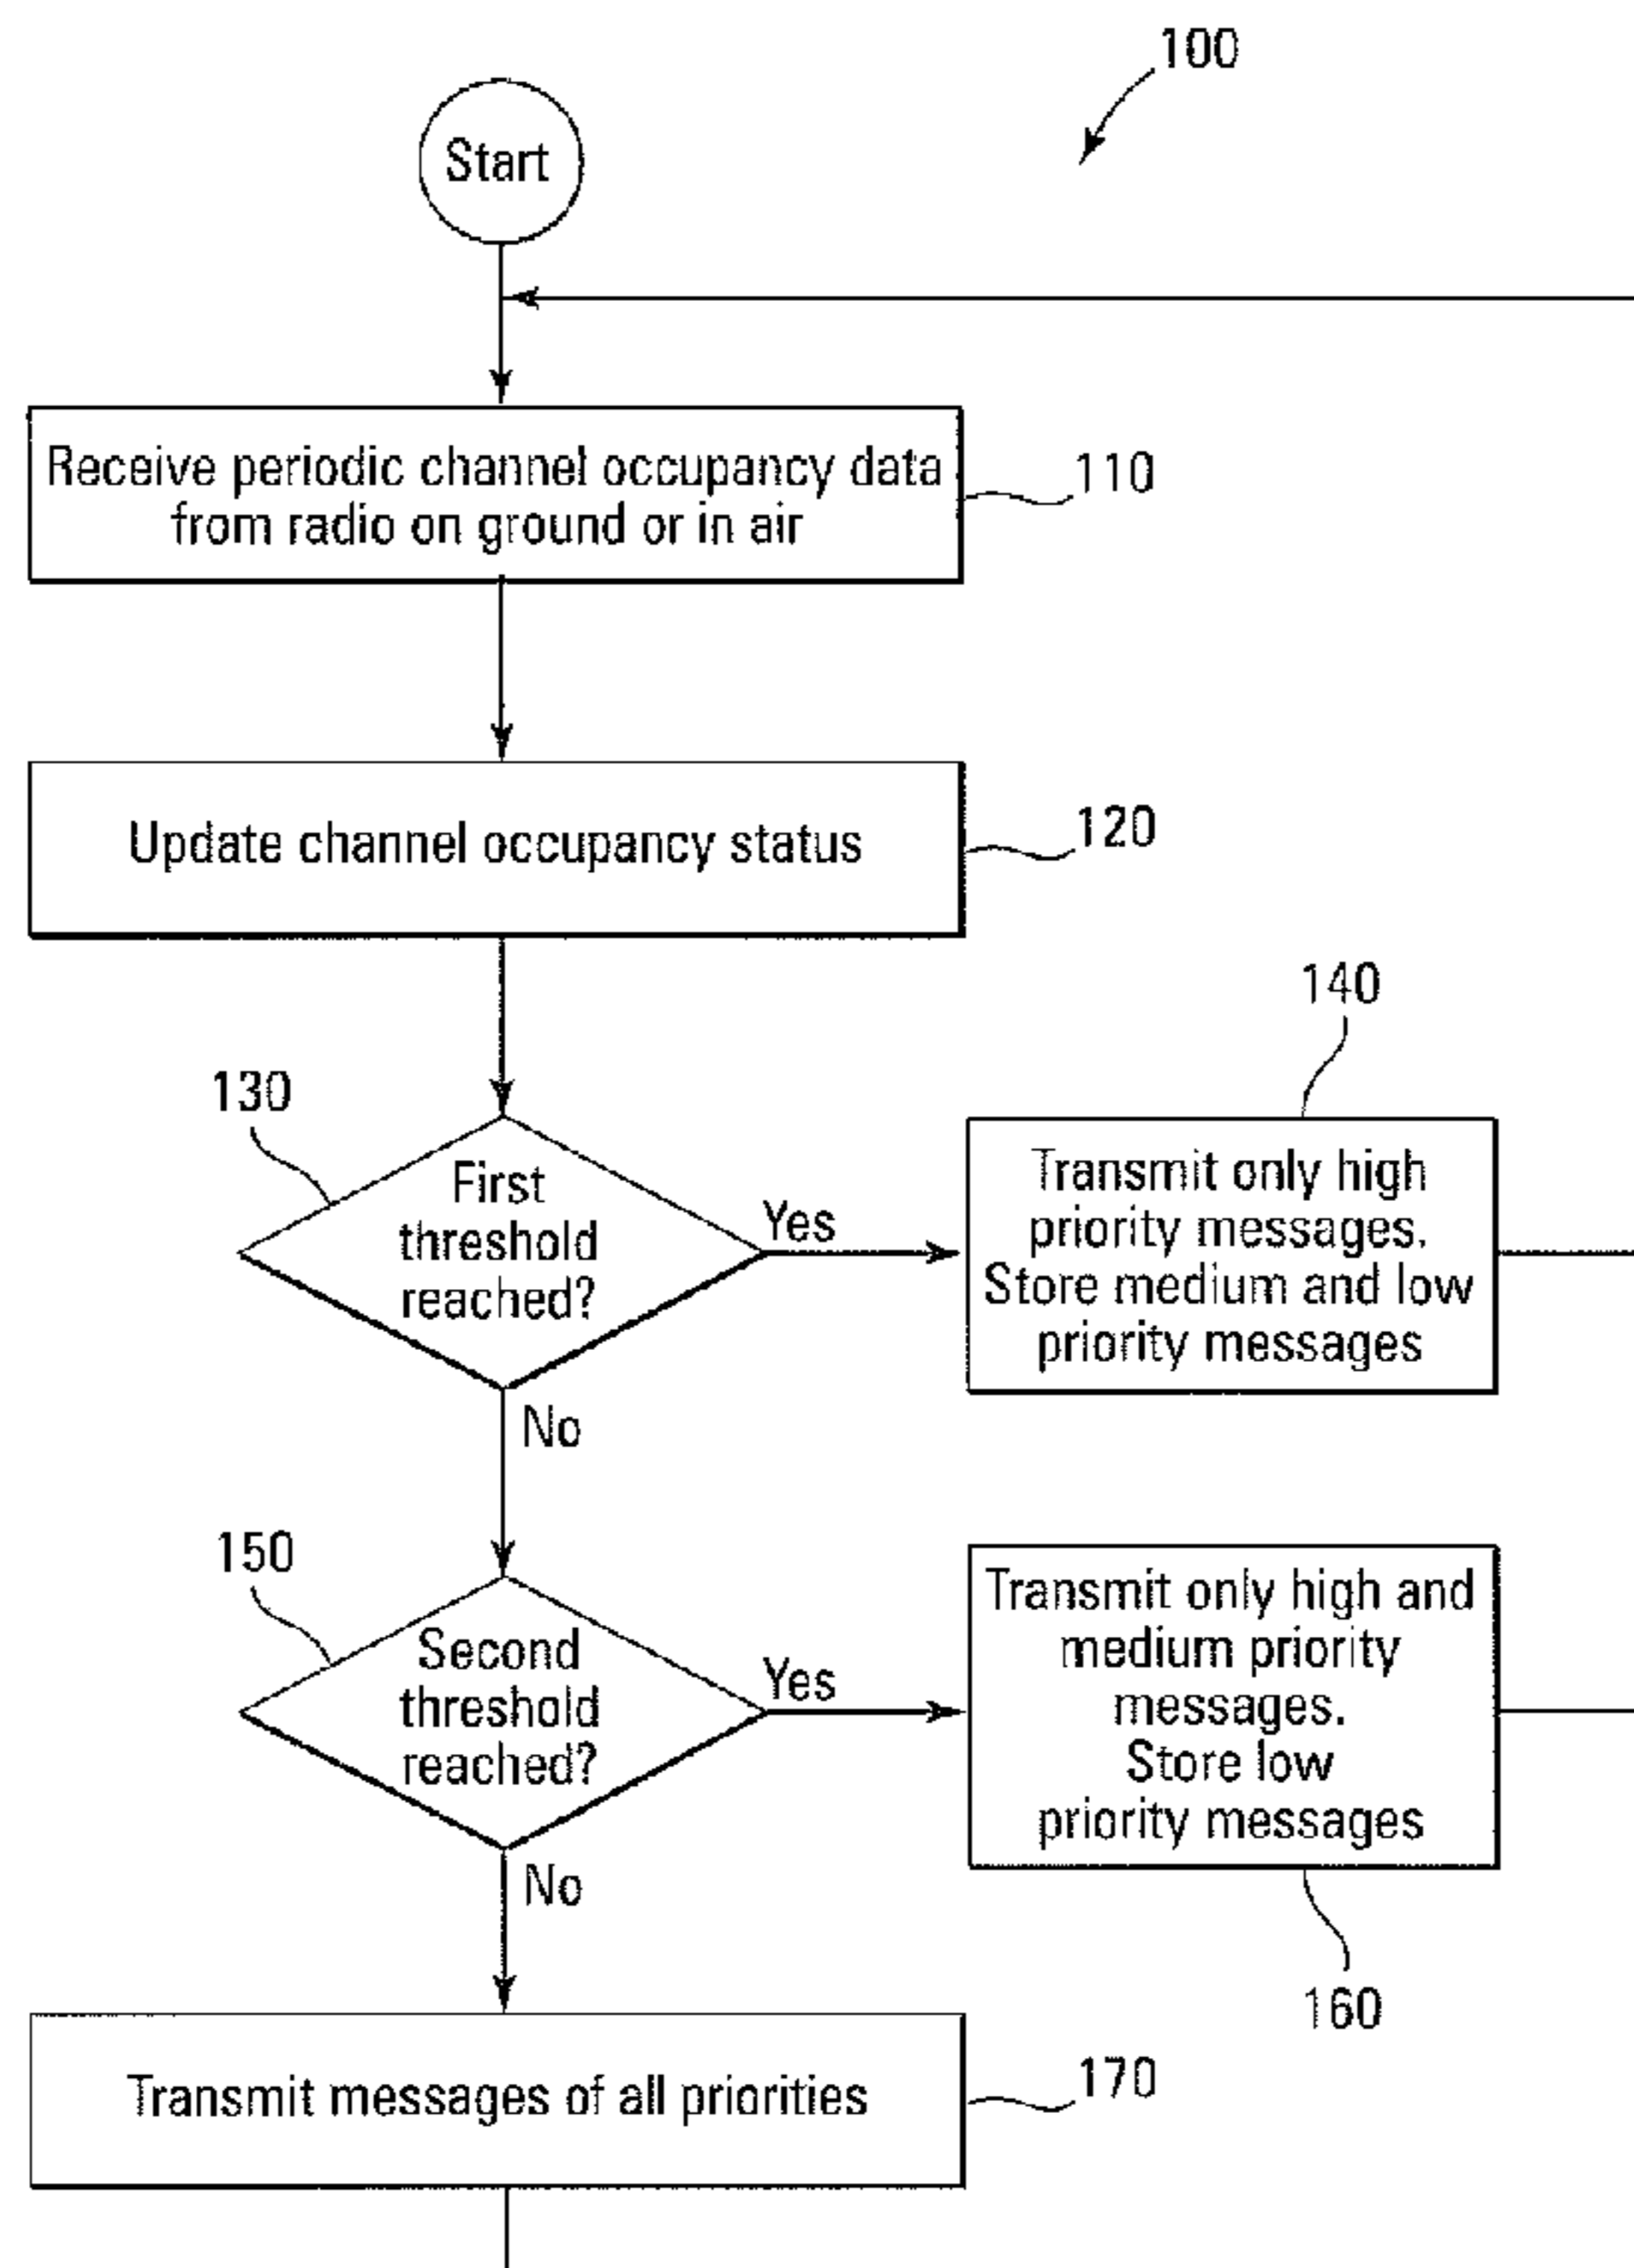 100
Start
Receive periodic channel occupancy data
from radio on ground or in air
110
Update channel occupancy status
120
130
First
threshold
reached?
Yes
No
140
Transmit only high
priority messages.
Store medium and low
priority messages
150
Second
threshold
reached?
Yes
No
Transmit only high and
medium priority
messages.
Store low
priority messages
160
Transmit messages of all priorities
170